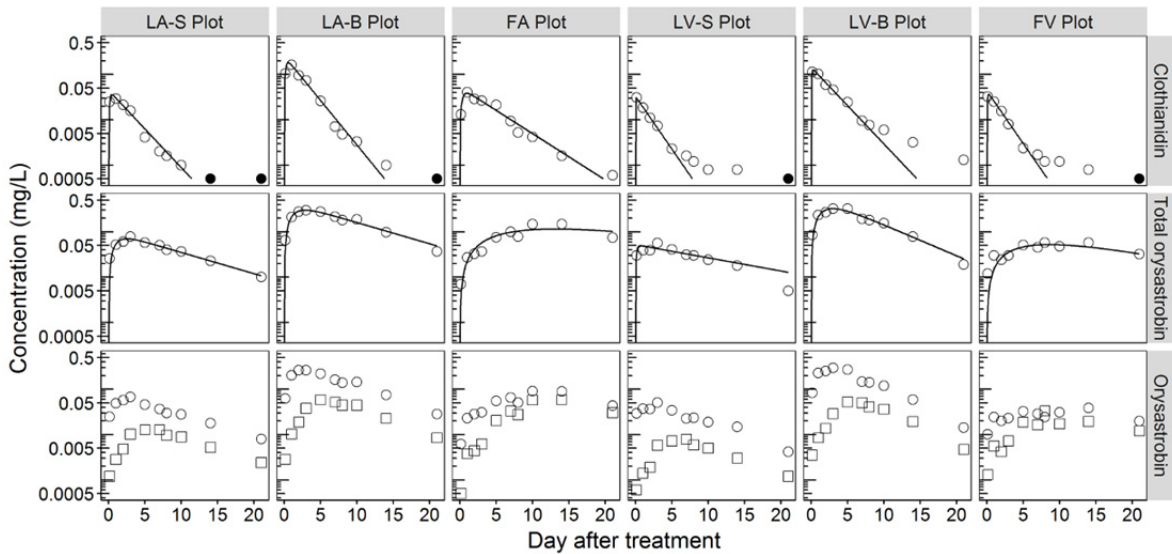 LA-S Plot LA-B Plot FA Plot LV-S Plot LV-B Plot FV Plot
0.5
0.05
0.005
0.0005
Clothianidin
0.5
0.05
0.005
0.0005
Total orysastrobin
0.5
0.05
0.005
0.0005
Orysastrobin
Concentration (mg/L)
0 5 10 15 20 0 5 10 15 20 0 5 10 15 20 0 5 10 15 20 0 5 10 15 20 0 5 10 15 20
Day after treatment